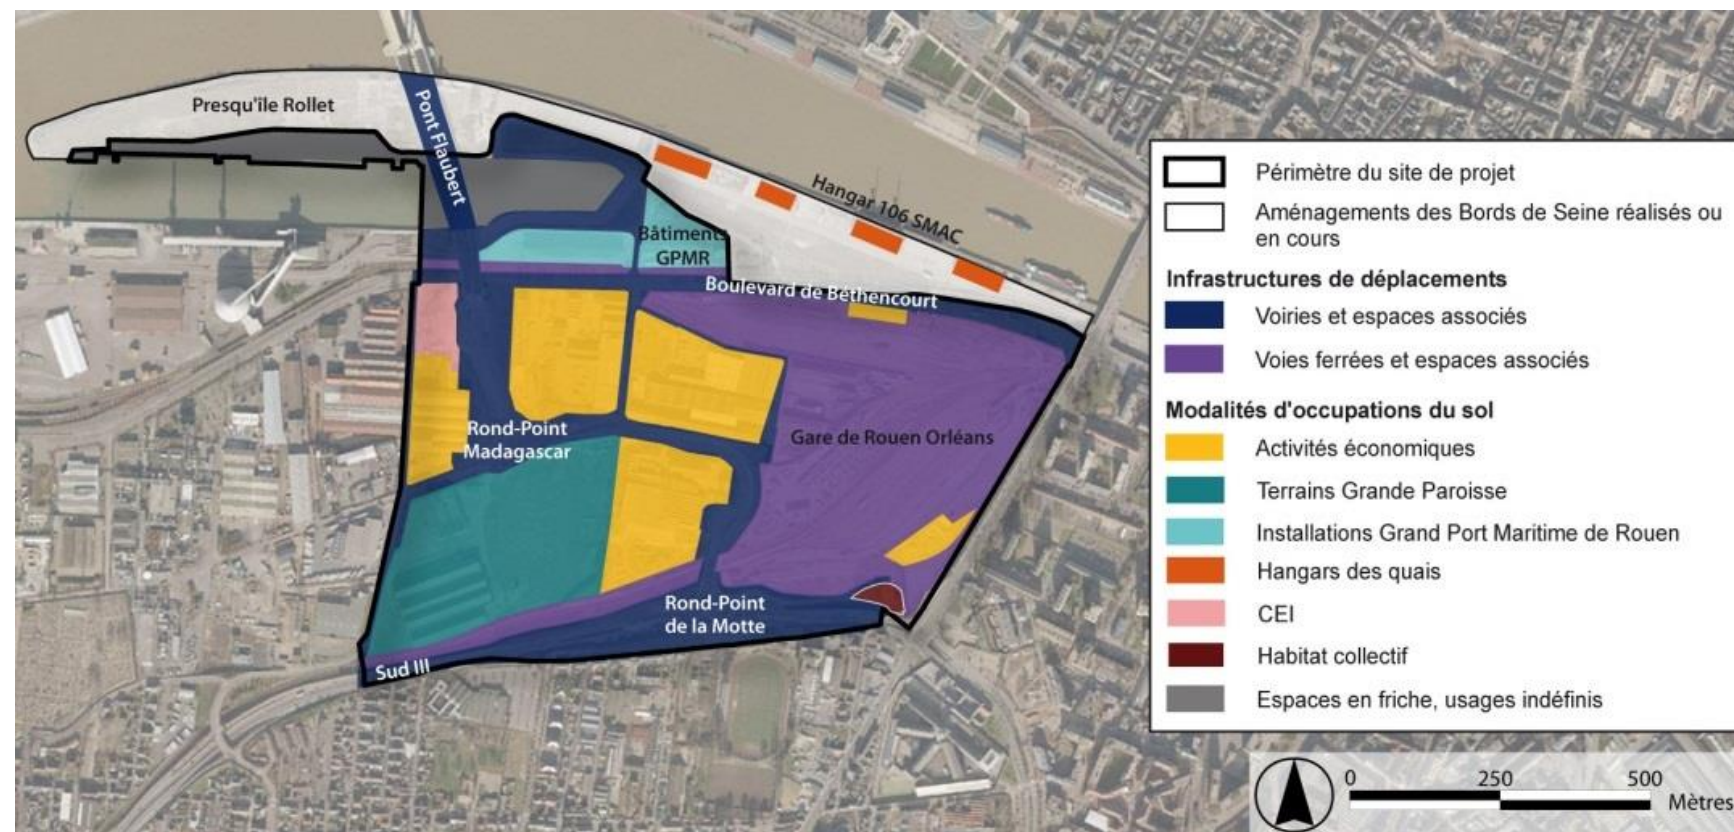 Presqu'île Rollet
Pont Flaubert
Hangar 106 SMAC
Bâtiments
GPMR
Boulevard de Béthencourt
Rond-Point
Madagascar
Gare de Rouen Orléans
Rond-Point
de la Motte
Sud III
Périmètre du site de projet
Aménagements des Bords de Seine réalisés ou
en cours
Infrastructures de déplacements
Voiries et espaces associés
Voies ferrées et espaces associés
Modalités d'occupations du sol
Activités économiques
Terrains Grande Paroisse
Installations Grand Port Maritime de Rouen
Hangars des quais
CEI
Habitat collectif
Espaces en friche, usages indéfinis
0 250 500
Mètres